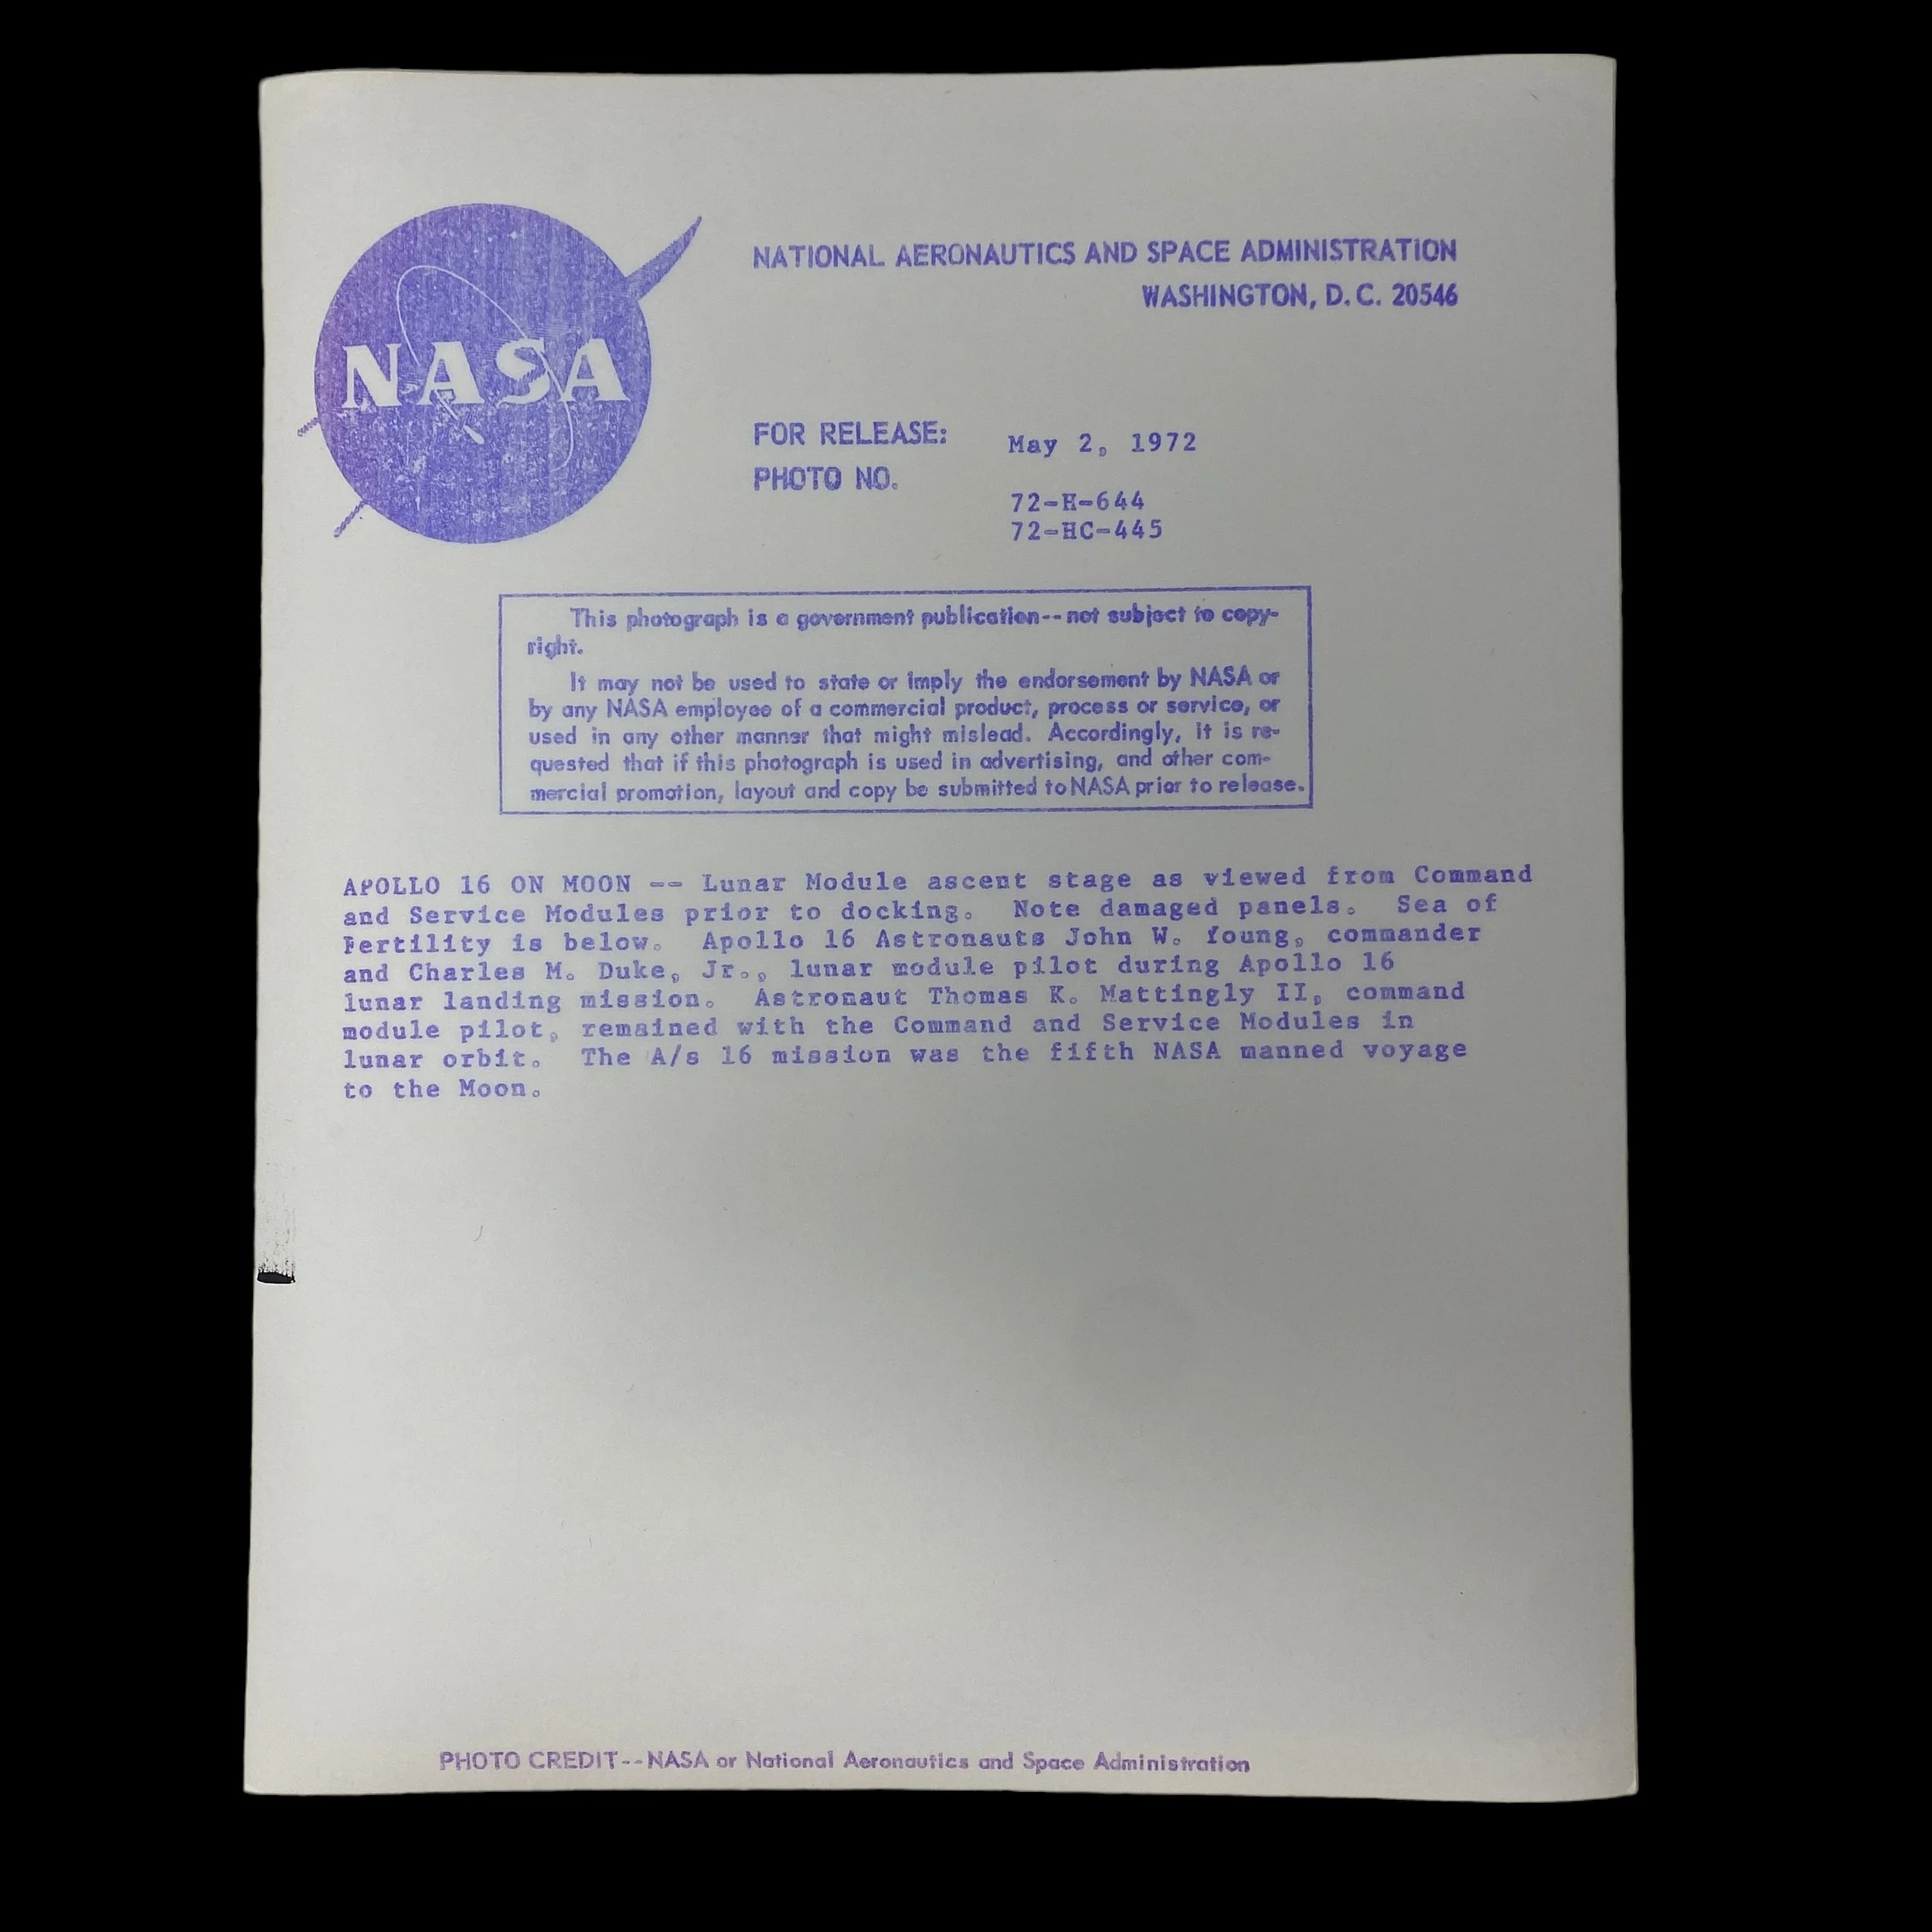 NASA
NATIONAL AERONAUTICS AND SPACE ADMINISTRATION
WASHINGTON, D. C. 20546
FOR RELEASE: May 2, 1972
PHOTO NO.
72-H-644
72-HC-445
This photograph is a government publication--not subject to copy-
right.
It may not be used to state or imply the endorsement by NASA or
by any NASA employee of a commercial product, process or service, or
used in any other manner that might mislead. Accordingly, it is re-
quested that if this photograph is used in advertising, and other com-
mercial promotion, layout and copy be submitted to NASA prior to release.
APOLLO 16 ON MOON -- Lunar Module ascent stage as viewed from Command
and Service Modules prior to docking. Note damaged panels. Sea of
Fertility is below. Apollo 16 Astronauts John W. Young, commander
and Charles M. Duke, Jr., lunar module pilot during Apollo 16
lunar landing mission. Astronaut Thomas K. Mattingly II, command
module pilot, remained with the Command and Service Modules in
lunar orbit. The A/s 16 mission was the fifth NASA manned voyage
to the Moon.
PHOTO CREDIT--NASA or National Aeronautics and Space Administration